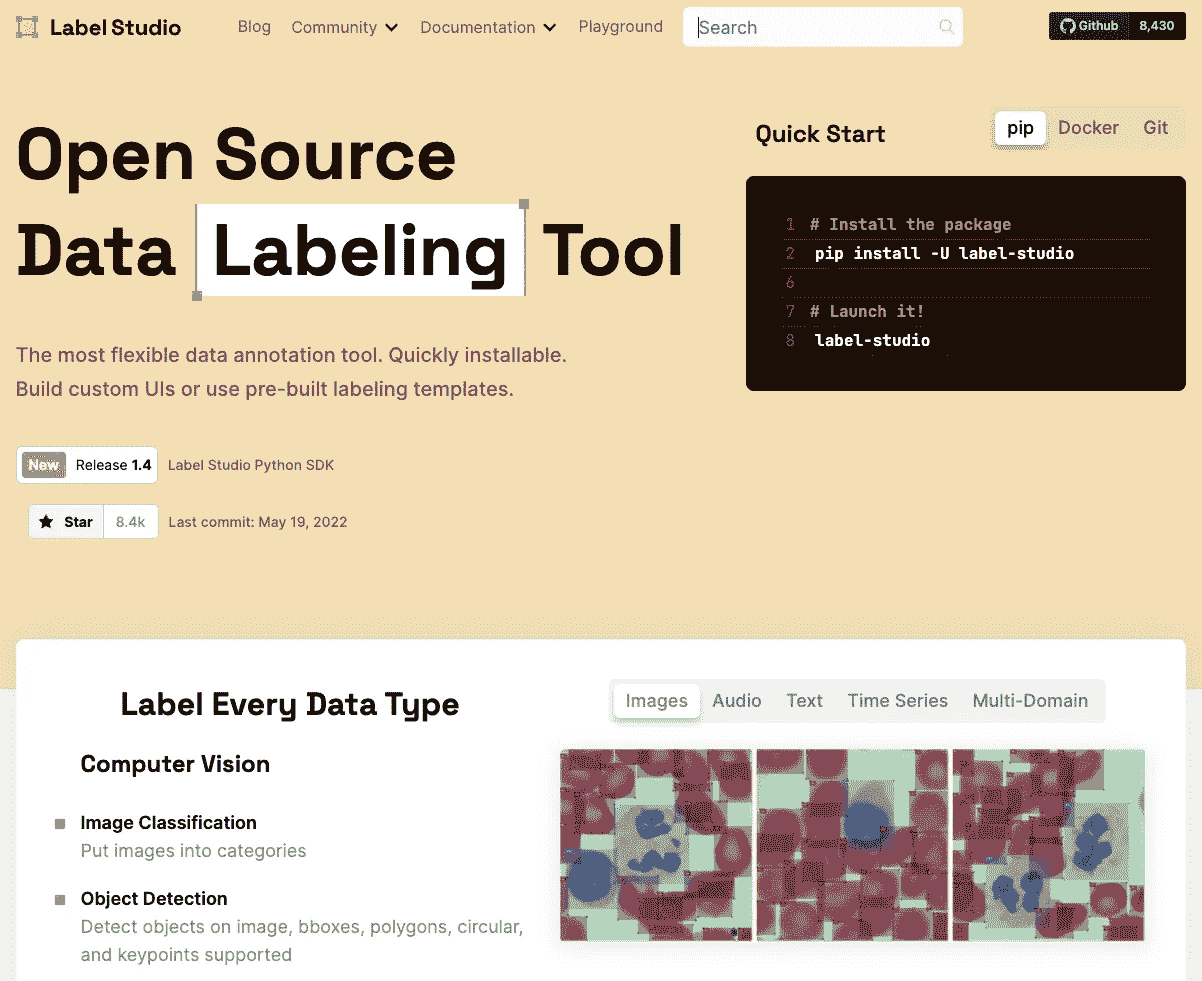 Label Studio
Blog
Community
Documentation
Playground
Search
Github 8,430
Open Source
Data Labeling Tool
The most flexible data annotation tool. Quickly installable.
Build custom UIs or use pre-built labeling templates.
New Release 1.4 Label Studio Python SDK
Star 8.4k Last commit: May 19, 2022
Quick Start
pip Docker Git
1 # Install the package
2 pip install -U label-studio
6
7 # Launch it!
8 label-studio
Label Every Data Type
Images Audio Text Time Series Multi-Domain
Computer Vision
Image Classification
Put images into categories
Object Detection
Detect objects on image, bboxes, polygons, circular,
and keypoints supported